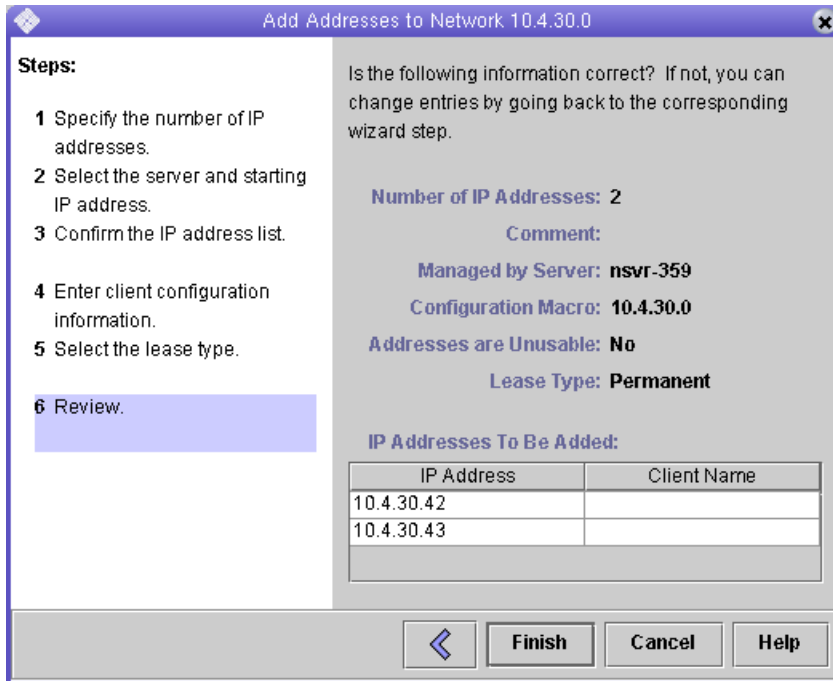 Add Addresses to Network 10.4.30.0
Steps:
1 Specify the number of IP
addresses.
2 Select the server and starting
IP address.
3 Confirm the IP address list.
4 Enter client configuration
information.
5 Select the lease type.
6 Review.
Is the following information correct? If not, you can
change entries by going back to the corresponding
wizard step.
Number of IP Addresses: 2
Comment:
Managed by Server: nsvr-359
Configuration Macro: 10.4.30.0
Addresses are Unusable: No
Lease Type: Permanent
IP Addresses To Be Added:
IP Address Client Name
10.4.30.42
10.4.30.43
Finish Cancel Help